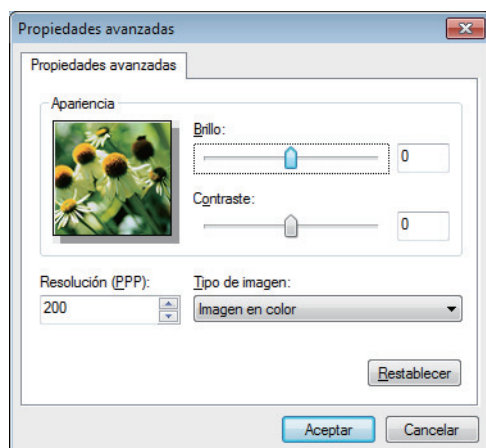 Propiedades avanzadas
Propiedades avanzadas
Apariencia
Brillo:
0
Contraste:
0
Resolución (PPP):
200
Tipo de imagen:
Imagen en color
Restablecer
Aceptar
Cancelar